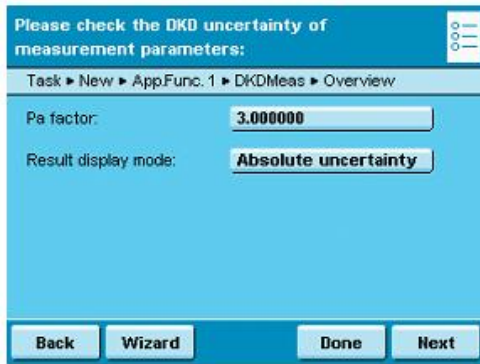 Please check the DKD uncertainty of
measurement parameters:
Task ▸ New ▸ App.Func. 1 ▸ DKDMeas ▸ Overview
Pa factor: 3.000000
Result display mode: Absolute uncertainty
Back Wizard Done Next